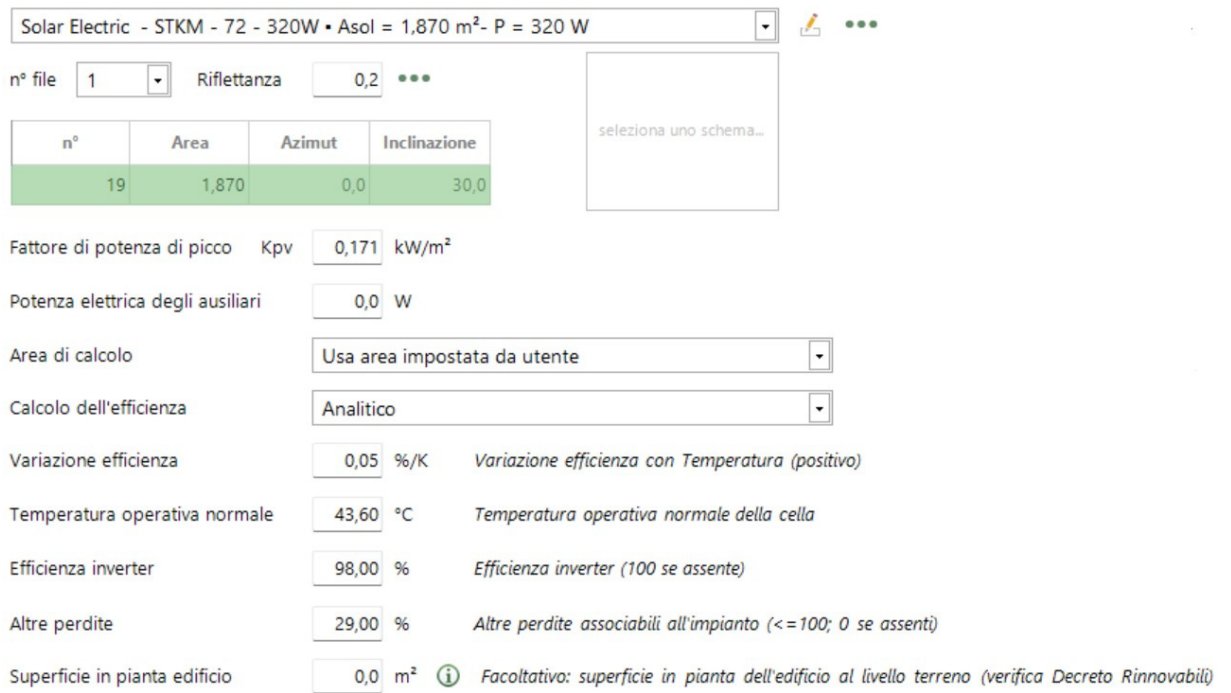 Solar Electric - STKM - 72 - 320W • Asol = 1,870 m²- P = 320 W
n° file 1 Riflettanza 0,2
seleziona uno schema...
n° Area Azimut Inclinazione
19 1,870 0,0 30,0
Fattore di potenza di picco Kpv 0,171 kW/m²
Potenza elettrica degli ausiliari 0,0 W
Area di calcolo Usa area impostata da utente
Calcolo dell'efficienza Analitico
Variazione efficienza 0,05 %/K Variazione efficienza con Temperatura (positivo)
Temperatura operativa normale 43,60 °C Temperatura operativa normale della cella
Efficienza inverter 98,00 % Efficienza inverter (100 se assente)
Altre perdite 29,00 % Altre perdite associabili all'impianto (<=100; 0 se assenti)
Superficie in pianta edificio 0,0 m² Facoltativo: superficie in pianta dell'edificio al livello terreno (verifica Decreto Rinnovabili)